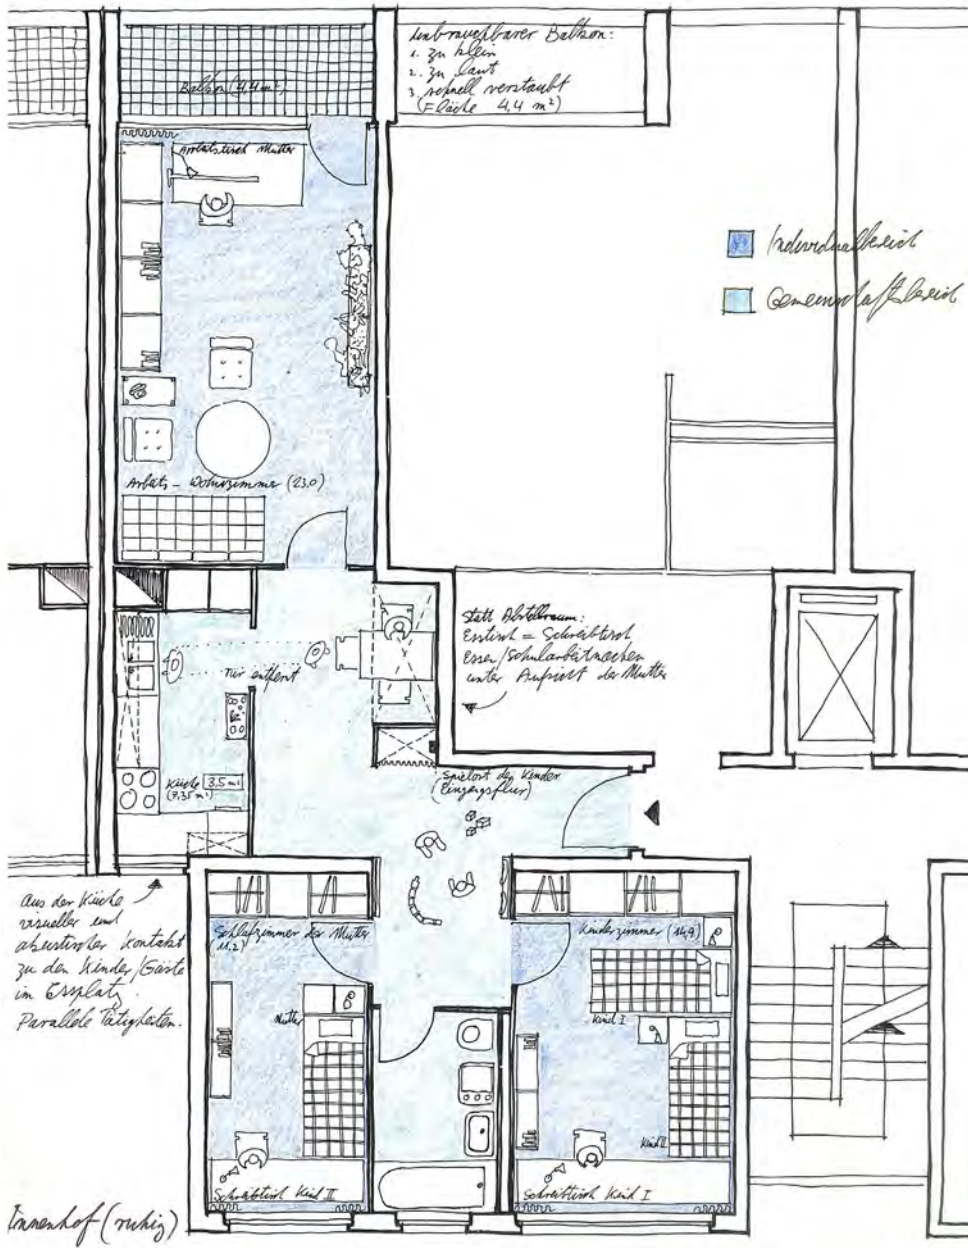 unbrauchbarer Balkon:
1. zu klein
2. zu laut
3. schnell verstaubt
(Fläche 4,4 m²)
Balkon (4,4 m²)
Arbeitstisch Mutter
Individualbereich
Gemeinschaftsbereich
Arbeits-Wohnzimmer (23,0)
statt Abstellraum:
Esstisch = Schreibtisch
Essen/Schularbeitmachen
unter Aufsicht der Mutter
Tür entfernt
Küche 3,5 m²
(7,35 m²)
Spielort der Kinder
(Eingangsflur)
Aus der Küche
visueller und
akustischer Kontakt
zu den Kinder/Gäste
im Essplatz.
Parallele Tätigkeiten.
Schlafzimmer der Mutter
(11,2)
Kinderzimmer (14,9)
Mutter
Kind I
Kind II
Schreibtisch Kind II
Schreibtisch Kind I
Innenhof (ruhig)